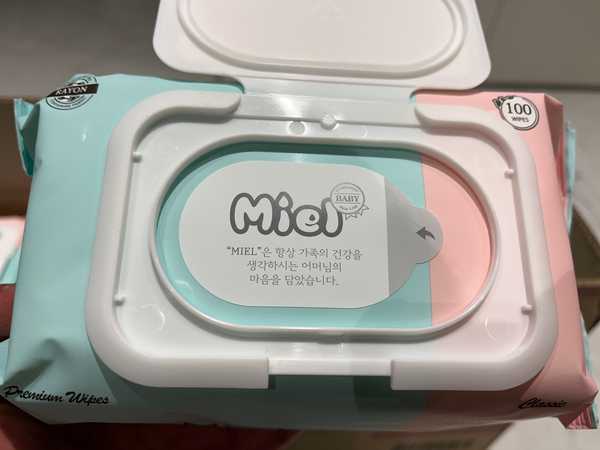 RAYON
100
WIPES
Miel
BABY
“MIEL”은 항상 가족의 건강을
생각하시는 어머님의
마음을 담았습니다.
Premium Wipes
Classic